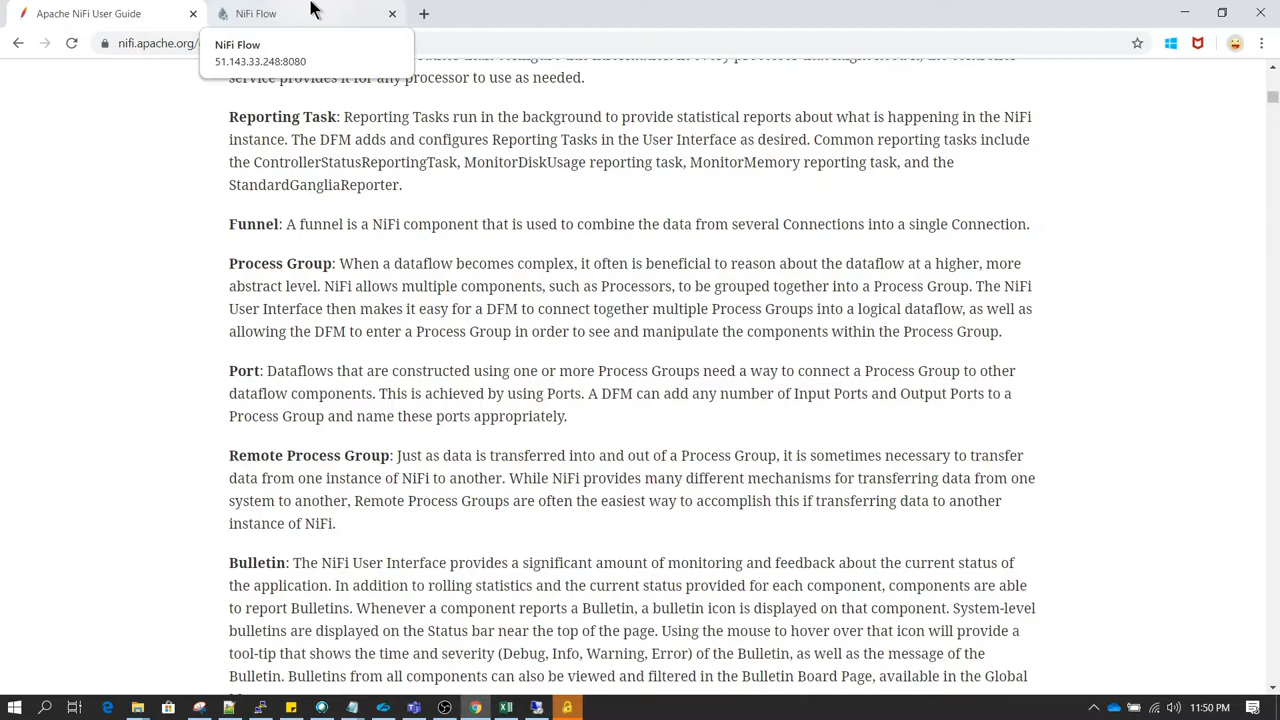 Apache NiFi User Guide
NiFi Flow
nifi.apache.org/
NiFi Flow
51.143.33.248:8080
service provides it for any processor to use as needed.
Reporting Task: Reporting Tasks run in the background to provide statistical reports about what is happening in the NiFi
instance. The DFM adds and configures Reporting Tasks in the User Interface as desired. Common reporting tasks include
the ControllerStatusReportingTask, MonitorDiskUsage reporting task, MonitorMemory reporting task, and the
StandardGangliaReporter.
Funnel: A funnel is a NiFi component that is used to combine the data from several Connections into a single Connection.
Process Group: When a dataflow becomes complex, it often is beneficial to reason about the dataflow at a higher, more
abstract level. NiFi allows multiple components, such as Processors, to be grouped together into a Process Group. The NiFi
User Interface then makes it easy for a DFM to connect together multiple Process Groups into a logical dataflow, as well as
allowing the DFM to enter a Process Group in order to see and manipulate the components within the Process Group.
Port: Dataflows that are constructed using one or more Process Groups need a way to connect a Process Group to other
dataflow components. This is achieved by using Ports. A DFM can add any number of Input Ports and Output Ports to a
Process Group and name these ports appropriately.
Remote Process Group: Just as data is transferred into and out of a Process Group, it is sometimes necessary to transfer
data from one instance of NiFi to another. While NiFi provides many different mechanisms for transferring data from one
system to another, Remote Process Groups are often the easiest way to accomplish this if transferring data to another
instance of NiFi.
Bulletin: The NiFi User Interface provides a significant amount of monitoring and feedback about the current status of
the application. In addition to rolling statistics and the current status provided for each component, components are able
to report Bulletins. Whenever a component reports a Bulletin, a bulletin icon is displayed on that component. System-level
bulletins are displayed on the Status bar near the top of the page. Using the mouse to hover over that icon will provide a
tool-tip that shows the time and severity (Debug, Info, Warning, Error) of the Bulletin, as well as the message of the
Bulletin. Bulletins from all components can also be viewed and filtered in the Bulletin Board Page, available in the Global
11:50 PM